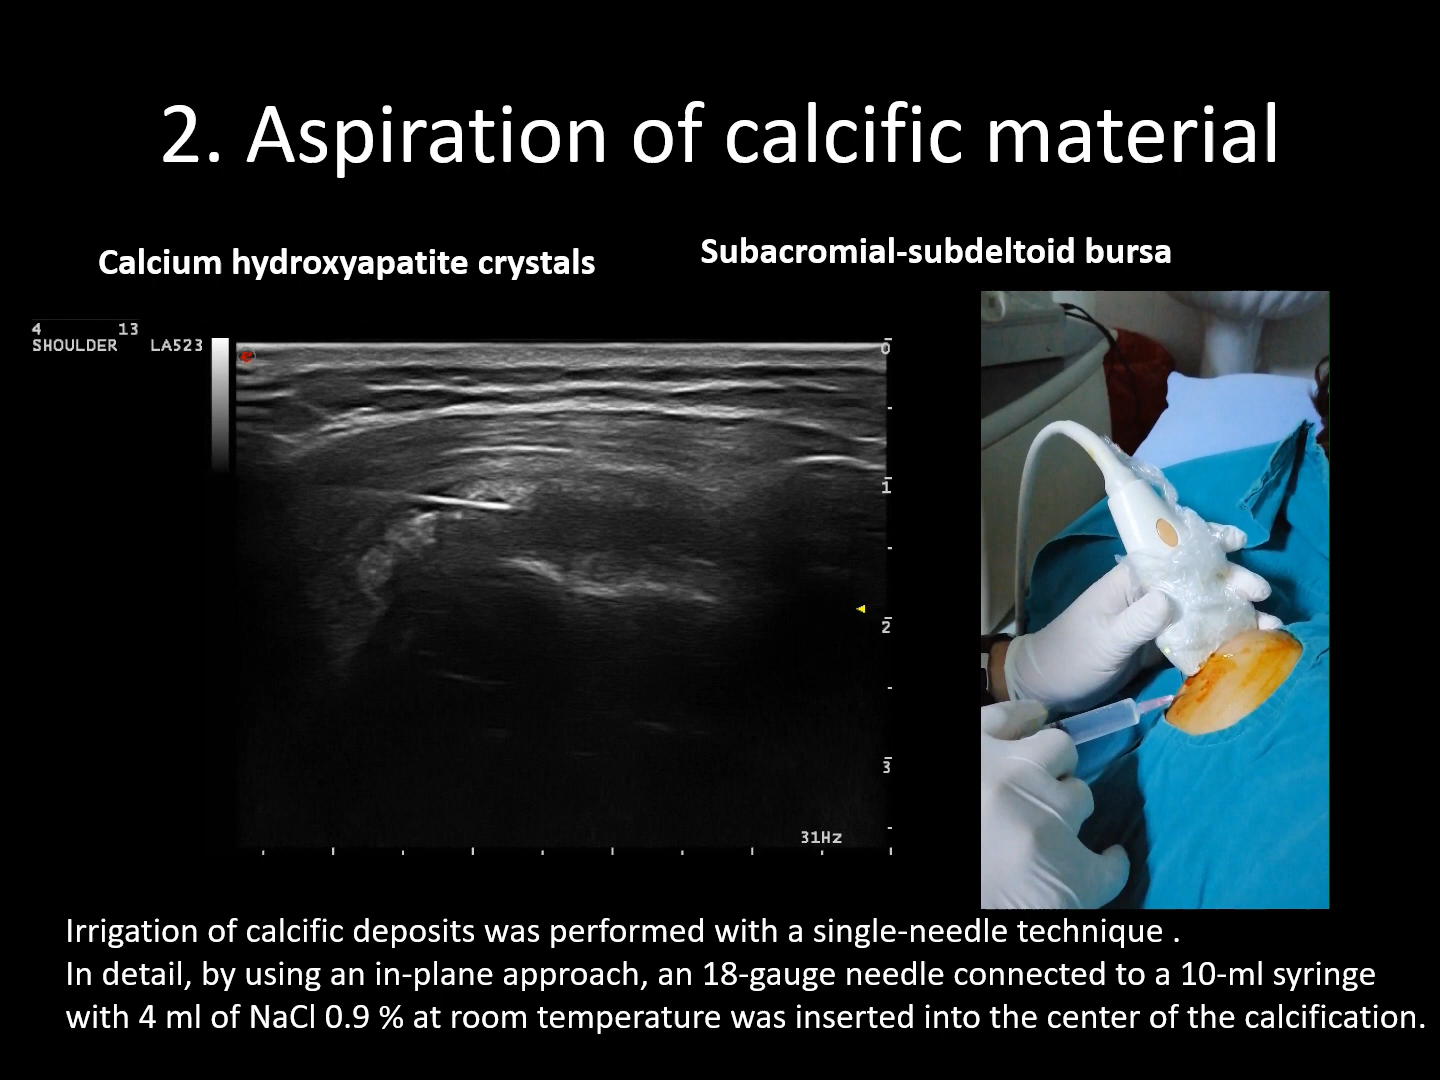 2. Aspiration of calcific material
Calcium hydroxyapatite crystals
Subacromial-subdeltoid bursa
4 13
SHOULDER LA523
0
1
2
3
31Hz
Irrigation of calcific deposits was performed with a single-needle technique .
In detail, by using an in-plane approach, an 18-gauge needle connected to a 10-ml syringe
with 4 ml of NaCl 0.9 % at room temperature was inserted into the center of the calcification.